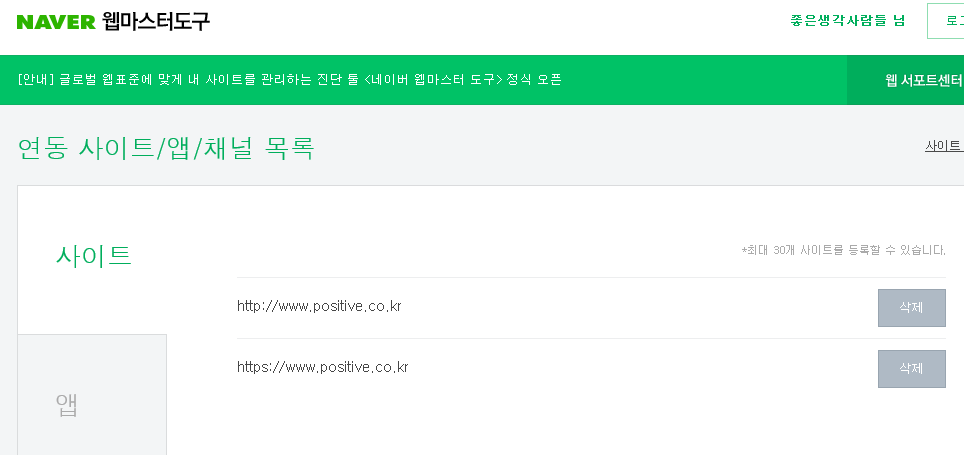 NAVER 웹마스터도구
좋은생각사람들 님
[안내] 글로벌 웹표준에 맞게 내 사이트를 관리하는 진단 툴 <네이버 웹마스터 도구> 정식 오픈
웹 서포트센터
연동 사이트/앱/채널 목록
사이트
사이트
*최대 30개 사이트를 등록할 수 있습니다.
http://www.positive.co.kr
삭제
https://www.positive.co.kr
삭제
앱